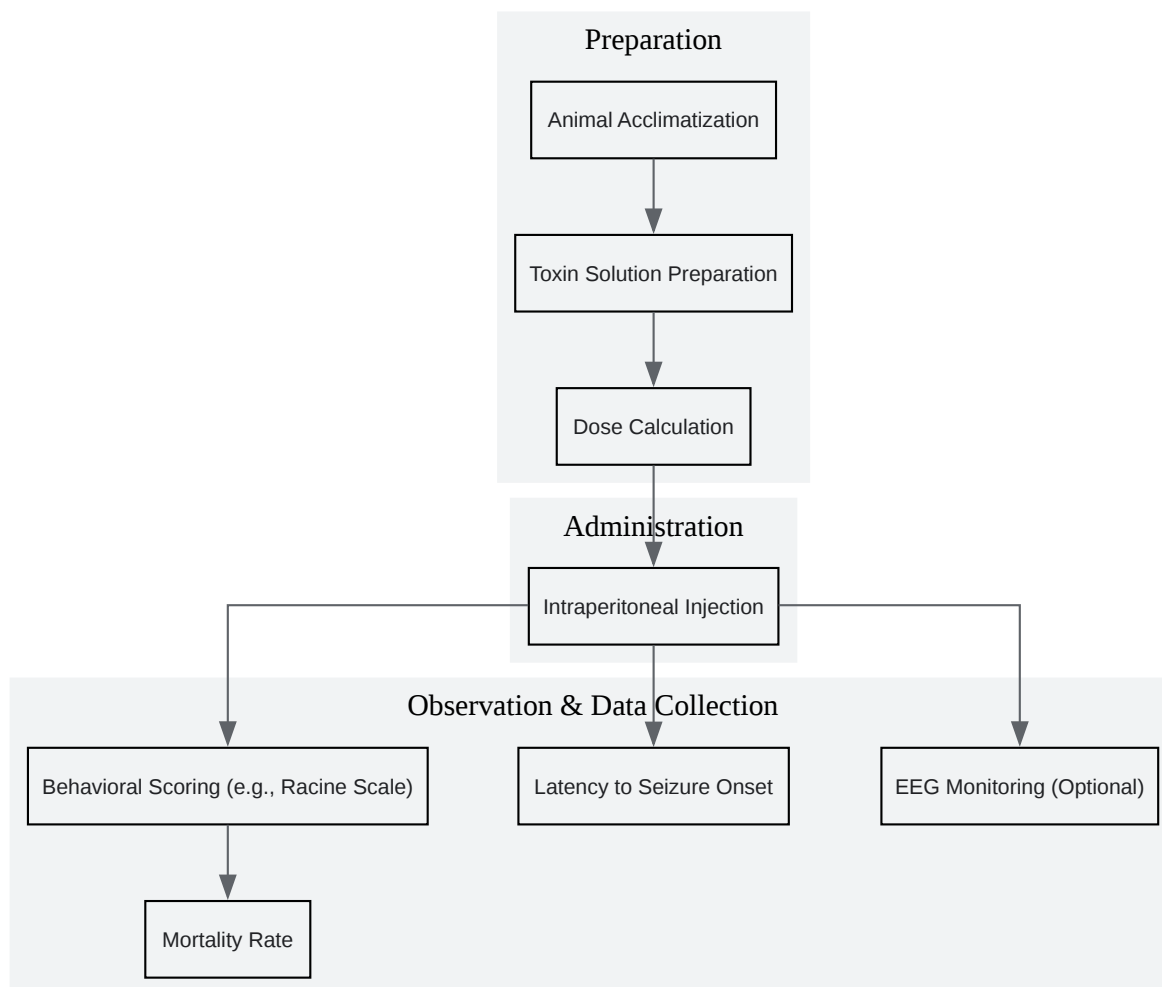 Preparation
Animal Acclimatization
Toxin Solution Preparation
Dose Calculation
Administration
Intraperitoneal Injection
Observation & Data Collection
Behavioral Scoring (e.g., Racine Scale)
Latency to Seizure Onset
EEG Monitoring (Optional)
Mortality Rate